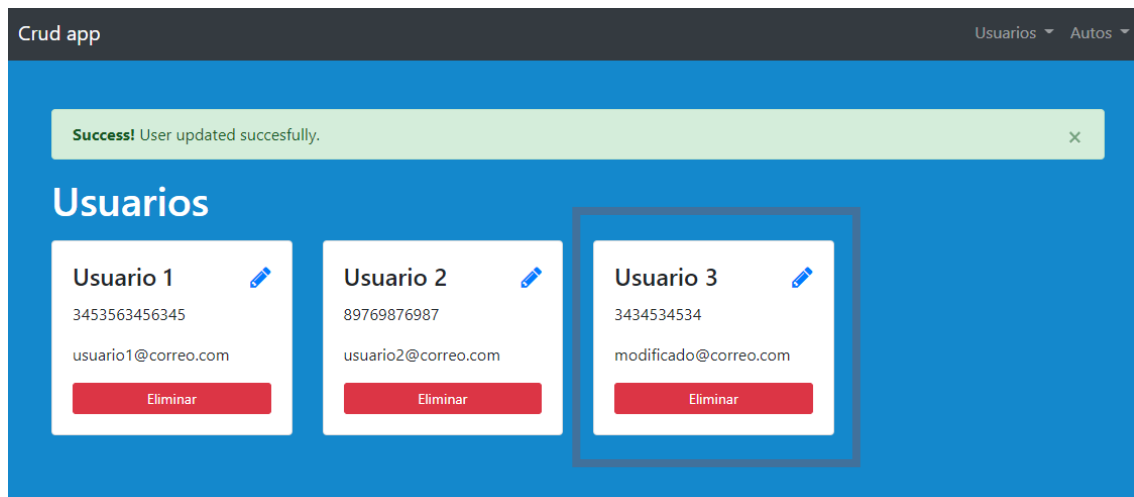 Crud app
Usuarios Autos
Success! User updated succesfully. ×
Usuarios
Usuario 1
3453563456345
usuario1@correo.com
Eliminar
Usuario 2
89769876987
usuario2@correo.com
Eliminar
Usuario 3
3434534534
modificado@correo.com
Eliminar